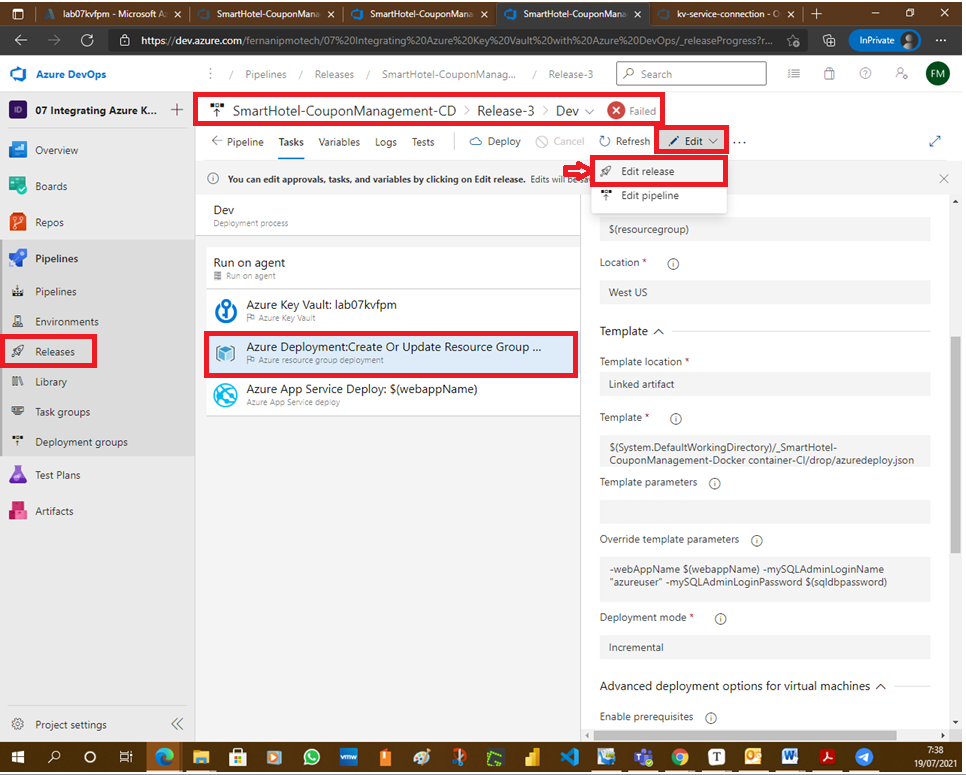 lab07kvfpm - Microsoft Az
SmartHotel-CouponMana
SmartHotel-CouponMana
SmartHotel-CouponMana
kv-service-connection - O
https://dev.azure.com/fernanipmotech/07%20Integrating%20Azure%20Key%20Vault%20with%20Azure%20DevOps/_releaseProgress?r...
InPrivate
Azure DevOps
/ Pipelines / Releases / SmartHotel-CouponManag... / Release-3
Search
FM
ID
07 Integrating Azure K...
SmartHotel-CouponManagement-CD > Release-3 > Dev
Failed
Pipeline Tasks Variables Logs Tests Deploy Cancel Refresh Edit ...
Edit release
Edit pipeline
You can edit approvals, tasks, and variables by clicking on Edit release. Edits will be sa
Overview
Boards
Repos
Pipelines
Pipelines
Environments
Releases
Library
Task groups
Deployment groups
Test Plans
Artifacts
Project settings
Dev
Deployment process
Run on agent
Run on agent
Azure Key Vault: lab07kvfpm
Azure Key Vault
Azure Deployment:Create Or Update Resource Group ...
Azure resource group deployment
Azure App Service Deploy: $(webappName)
Azure App Service deploy
$(resourcegroup)
Location *
West US
Template
Template location *
Linked artifact
Template *
$(System.DefaultWorkingDirectory)/_SmartHotel-
CouponManagement-Docker container-CI/drop/azuredeploy.json
Template parameters
Override template parameters
-webAppName $(webappName) -mySQLAdminLoginName
"azureuser" -mySQLAdminLoginPassword $(sqldbpassword)
Deployment mode *
Incremental
Advanced deployment options for virtual machines
Enable prerequisites
vmw
T
7:38
19/07/2021